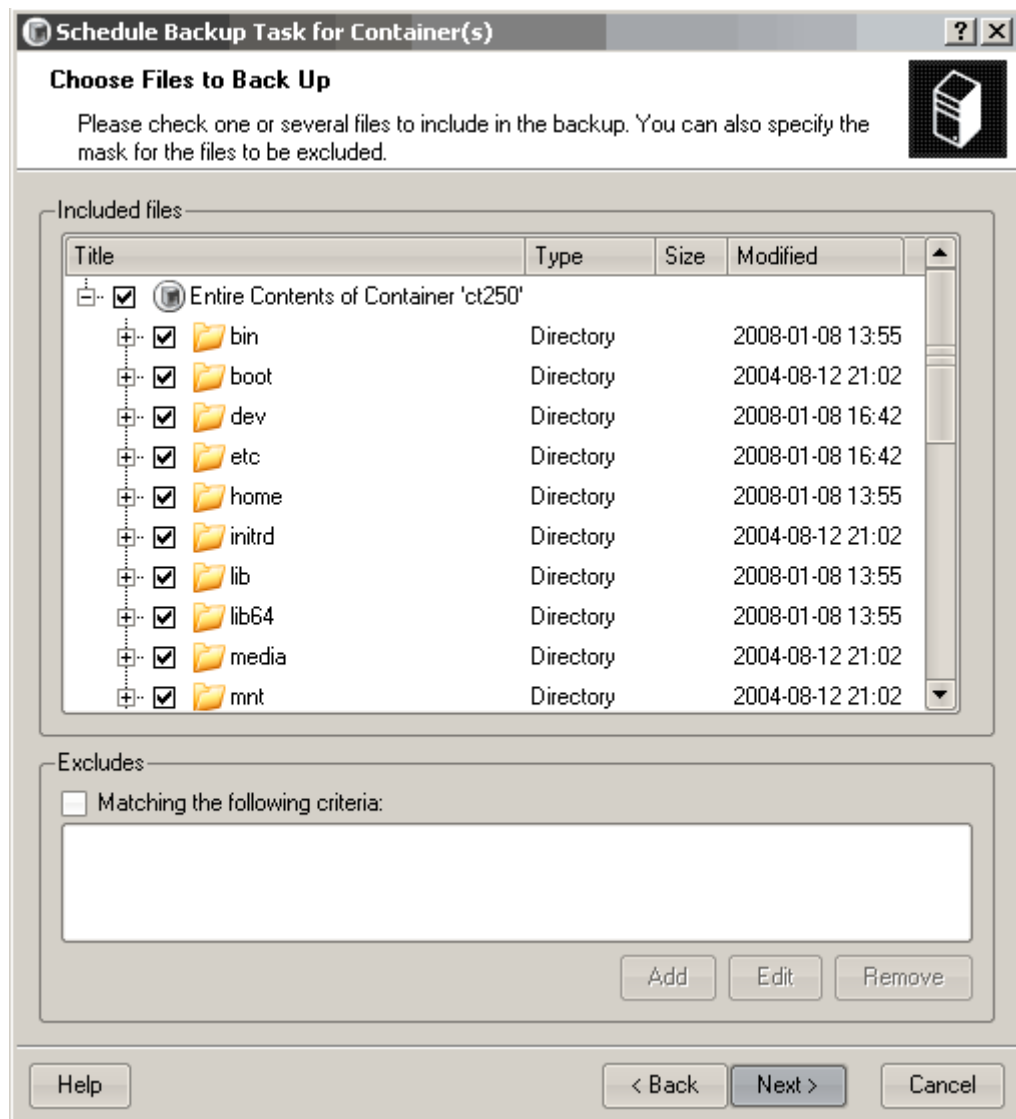 Schedule Backup Task for Container(s)
Choose Files to Back Up
Please check one or several files to include in the backup. You can also specify the
mask for the files to be excluded.
Included files
Title Type Size Modified
Entire Contents of Container 'ct250'
bin Directory 2008-01-08 13:55
boot Directory 2004-08-12 21:02
dev Directory 2008-01-08 16:42
etc Directory 2008-01-08 16:42
home Directory 2008-01-08 13:55
initrd Directory 2004-08-12 21:02
lib Directory 2008-01-08 13:55
lib64 Directory 2008-01-08 13:55
media Directory 2004-08-12 21:02
mnt Directory 2004-08-12 21:02
Excludes
Matching the following criteria:
Add Edit Remove
Help < Back Next > Cancel